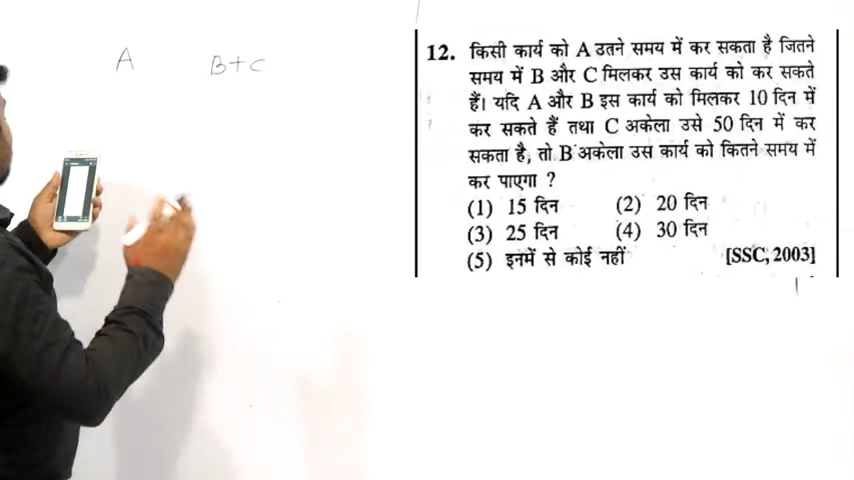 A B+C
12. किसी कार्य को A उतने समय में कर सकता है जितने
समय में B और C मिलकर उस कार्य को कर सकते
हैं। यदि A और B इस कार्य को मिलकर 10 दिन में
कर सकते हैं तथा C अकेला उसे 50 दिन में कर
सकता है, तो B अकेला उस कार्य को कितने समय में
कर पाएगा ?
(1) 15 दिन (2) 20 दिन
(3) 25 दिन (4) 30 दिन
(5) इनमें से कोई नहीं [SSC, 2003]